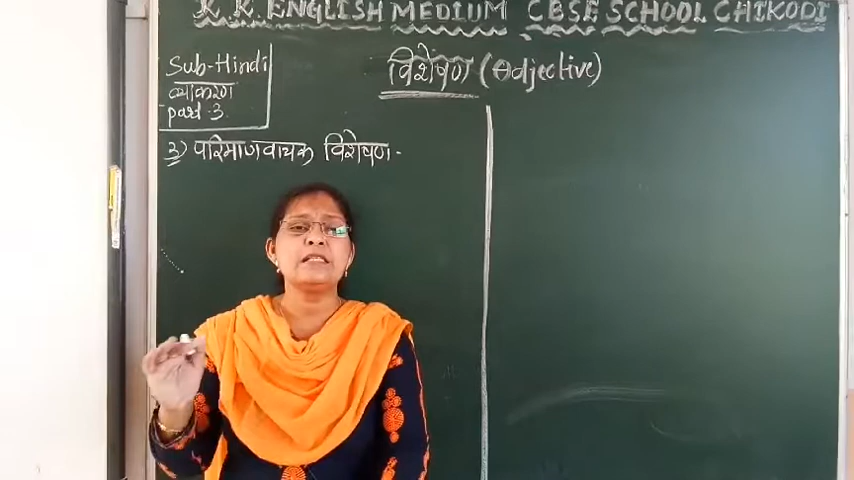 K K ENGLISH MEDIUM CBSE SCHOOL, CHIKODI
Sub-Hindi
व्याकरण
part-3
विशेषण (Adjective)
3) परिमाणवाचक विशेषण -